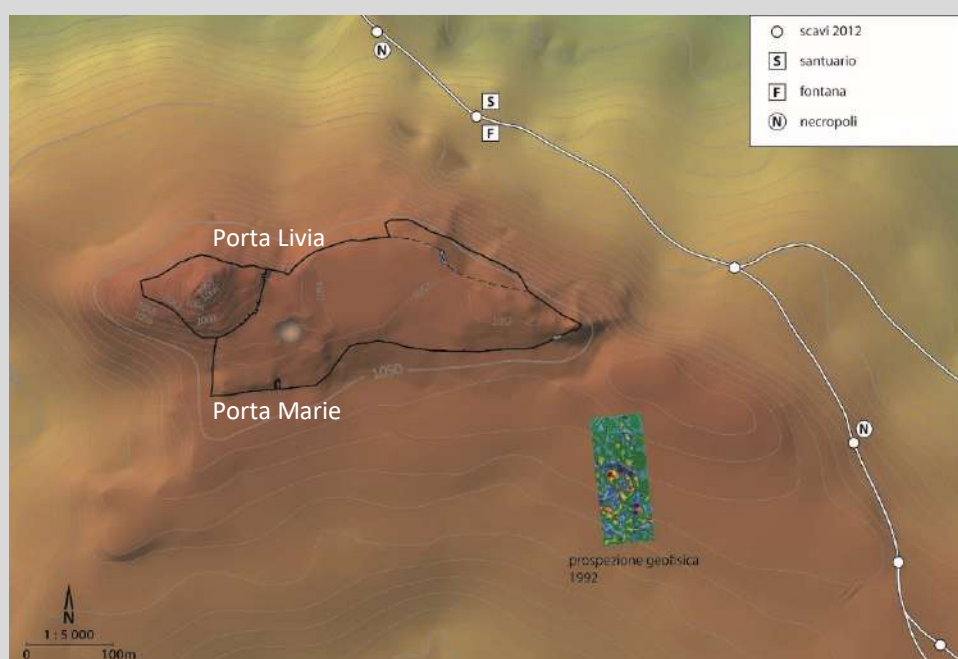 scavi 2012
S santuario
F fontana
N necropoli
N
S
F
Porta Livia
Porta Marie
1050
N
prospezione geofisica
1992
N
1 : 5 000
0 100m